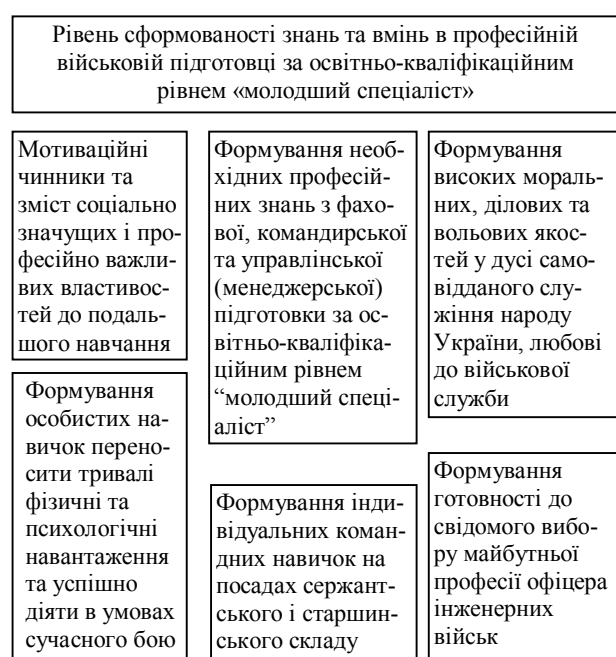 Рівень сформованості знань та вмінь в професійній
військовій підготовці за освітньо-кваліфікаційним
рівнем «молодший спеціаліст»
Мотиваційні
чинники та
зміст соціально
значущих і про-
фесійно важли-
вих властивос-
тей до подаль-
шого навчання
Формування необ-
хідних професій-
них знань з фахо-
вої, командирської
та управлінської
(менеджерської)
підготовки за ос-
вітньо-кваліфіка-
ційним рівнем
“молодший спеці-
аліст”
Формування
високих мораль-
них, ділових та
вольових якос-
тей у дусі само-
відданого слу-
жіння народу
України, любові
до військової
служби
Формування
особистих на-
вичок перено-
сити тривалі
фізичні та
психологічні
навантаження
та успішно
діяти в умовах
сучасного бою
Формування інди-
відуальних коман-
дних навичок на
посадах сержант-
ського і старшин-
ського складу
Формування
готовності до
свідомого вибо-
ру майбутньої
професії офіцера
інженерних
військ